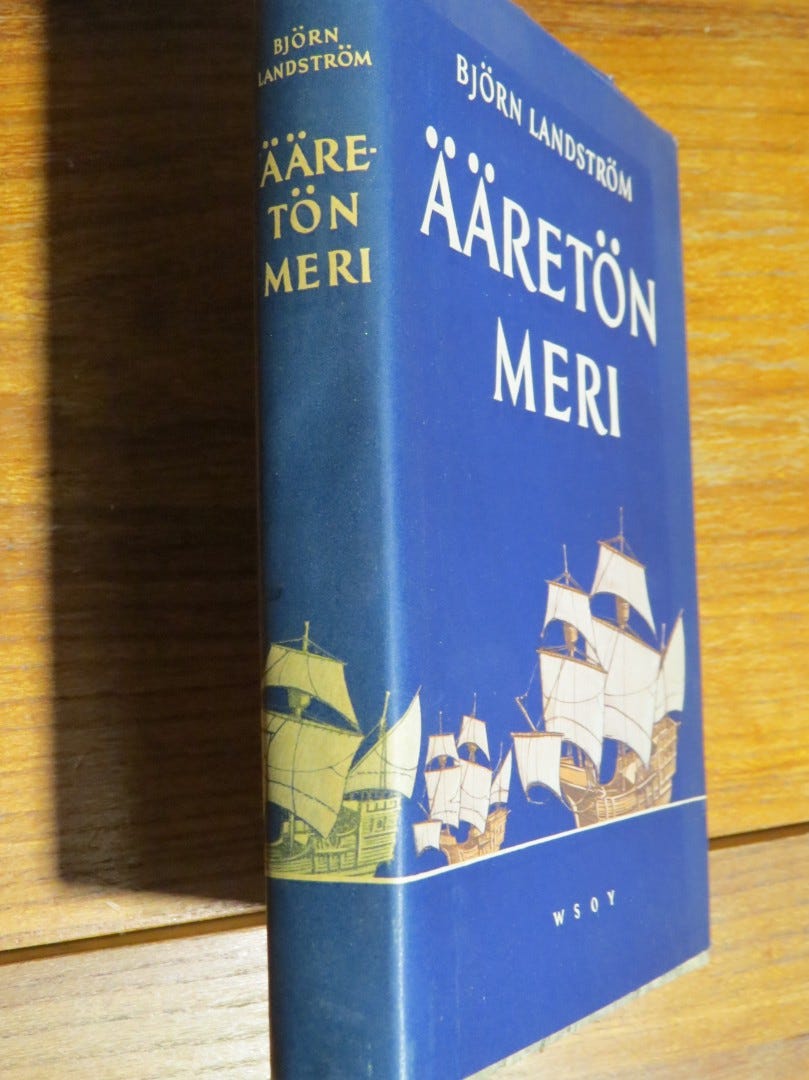 BJÖRN
LANDSTRÖM
ÄÄRE-
TÖN
MERI
BJÖRN LANDSTRÖM
ÄÄRETÖN
MERI
WSOY